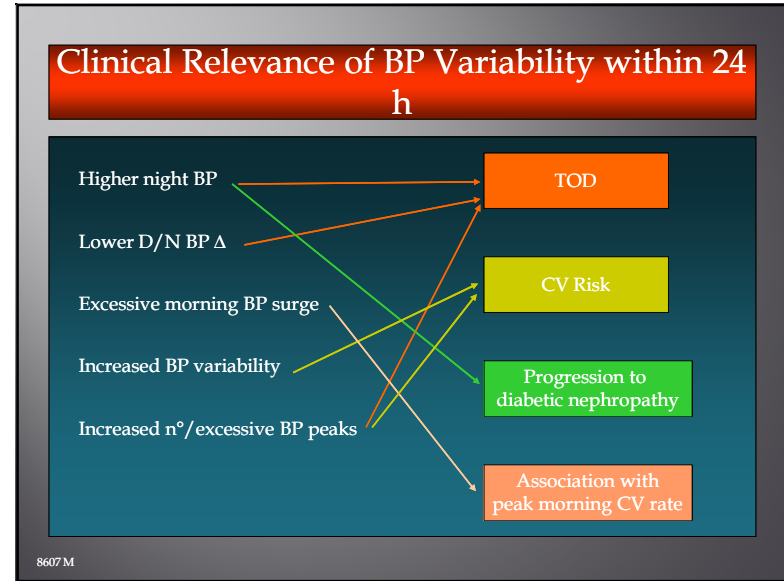 Clinical Relevance of BP Variability within 24
h
Higher night BP
TOD
Lower D/N BP Δ
CV Risk
Excessive morning BP surge
Increased BP variability
Progression to
diabetic nephropathy
Increased n°/excessive BP peaks
Association with
peak morning CV rate
8607 M